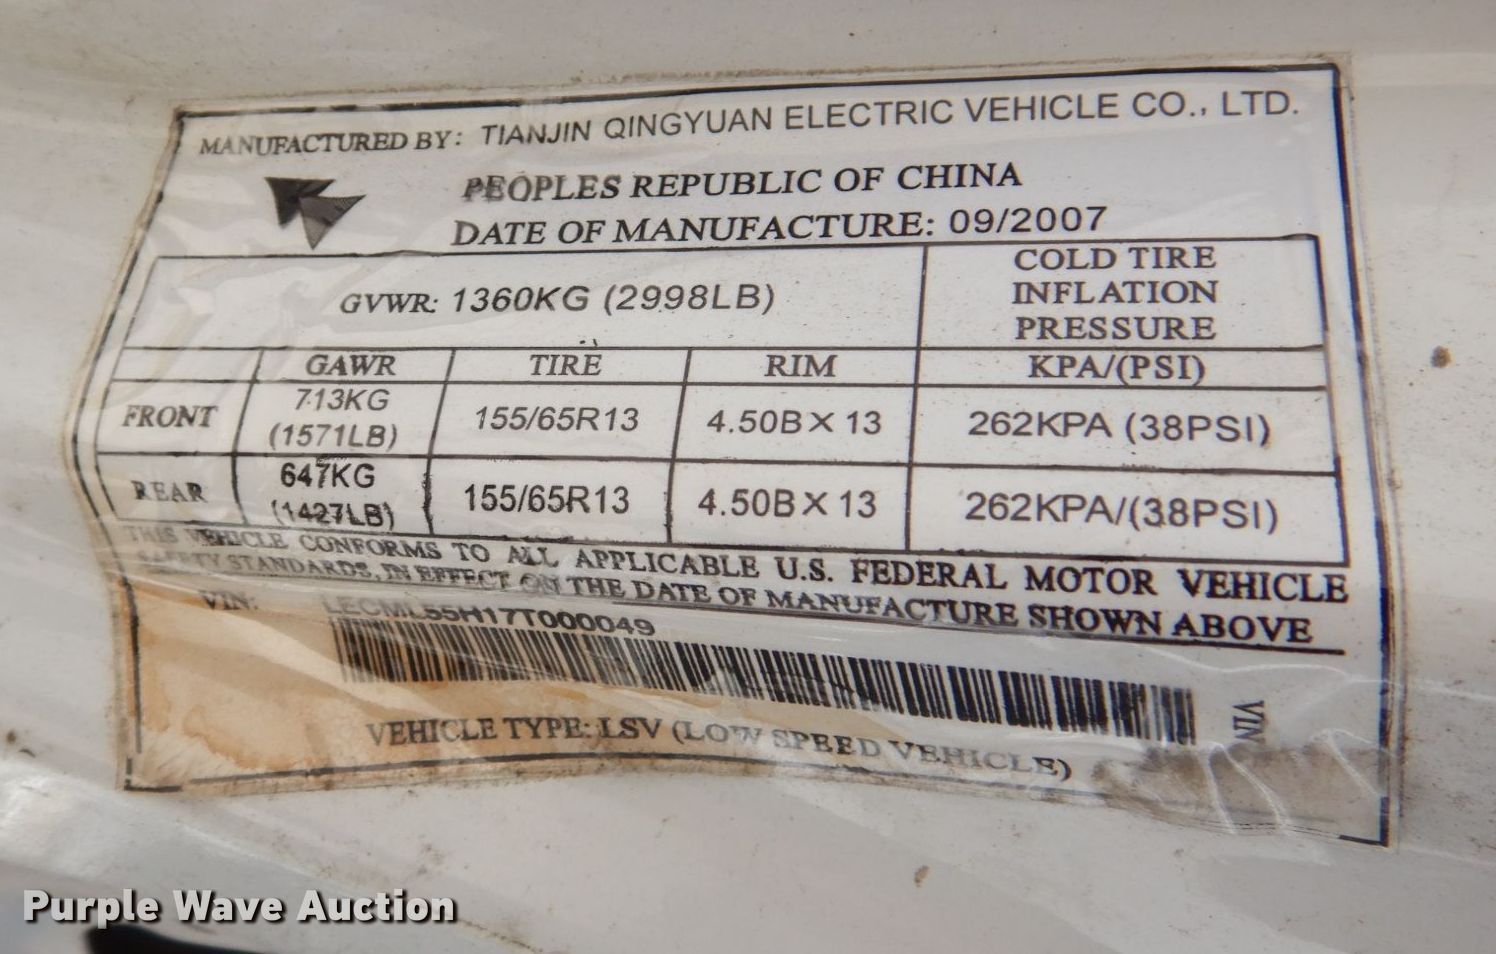 MANUFACTURED BY: TIANJIN QINGYUAN ELECTRIC VEHICLE CO., LTD.
PEOPLES REPUBLIC OF CHINA
DATE OF MANUFACTURE: 09/2007
GVWR: 1360KG (2998LB)
COLD TIRE
INFLATION
PRESSURE
GAWR TIRE RIM KPA/(PSI)
FRONT 713KG (1571LB) 155/65R13 4.50B X 13 262KPA (38PSI)
REAR 647KG (1427LB) 155/65R13 4.50B X 13 262KPA/(38PSI)
THIS VEHICLE CONFORMS TO ALL APPLICABLE U.S. FEDERAL MOTOR VEHICLE
SAFETY STANDARDS, IN EFFECT ON THE DATE OF MANUFACTURE SHOWN ABOVE
VIN: LECML55H17T000049
VIN
VEHICLE TYPE: LSV (LOW SPEED VEHICLE)
Purple Wave Auction